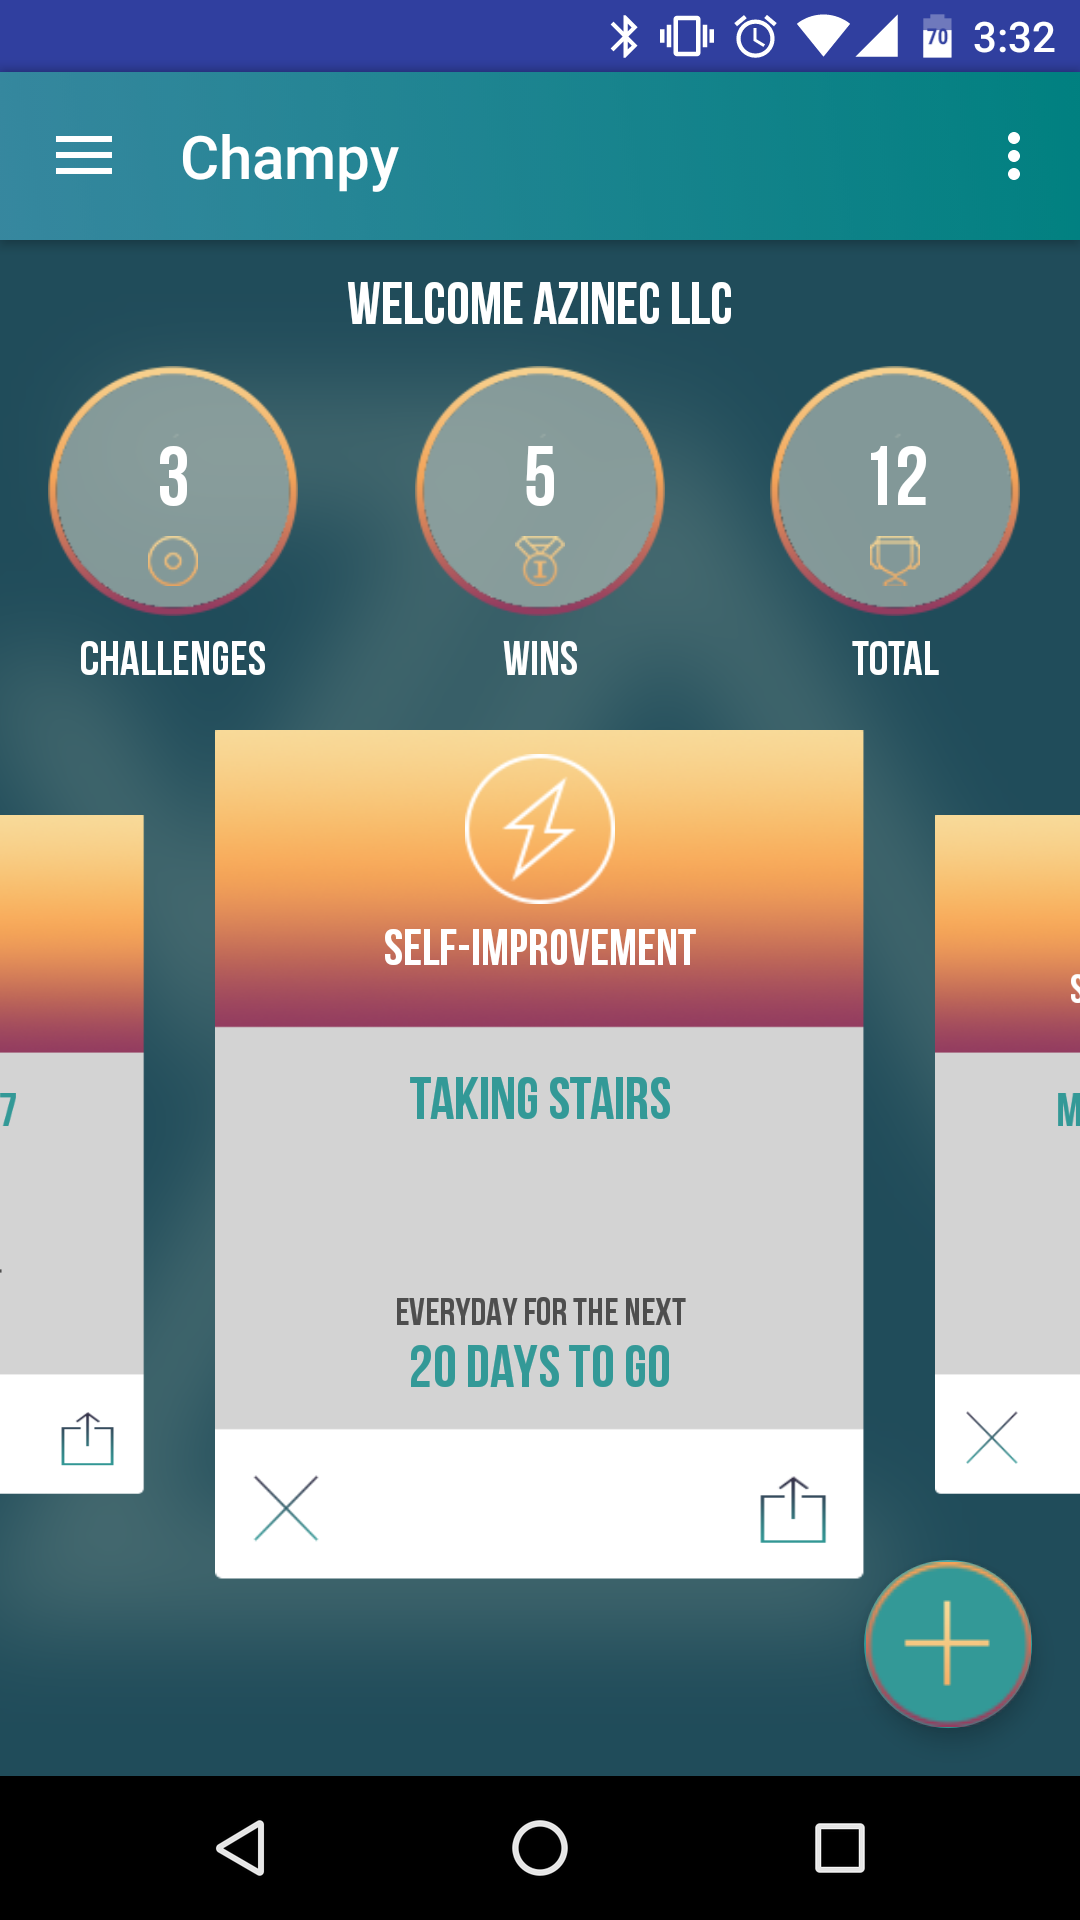 70 3:32
Champy
WELCOME AZINEC LLC
3 5 12
CHALLENGES WINS TOTAL
SELF-IMPROVEMENT
S
TAKING STAIRS
7 M
EVERYDAY FOR THE NEXT
20 DAYS TO GO